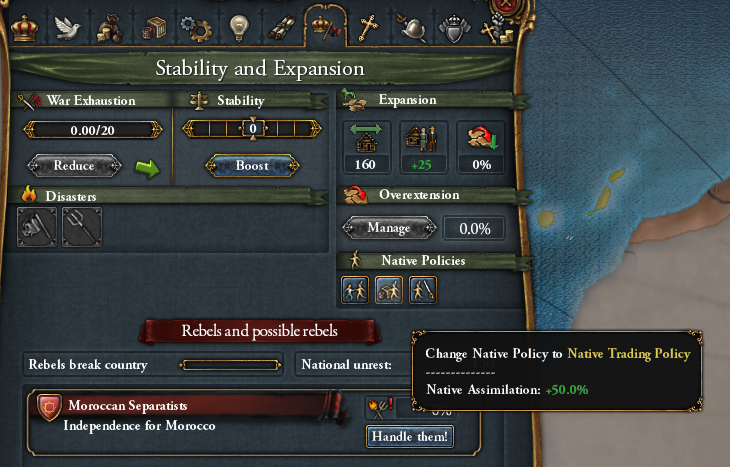 Stability and Expansion
War Exhaustion
Stability
Expansion
0.00/20
0
Reduce
Boost
160
+25
0%
Disasters
Overextension
Manage
0.0%
Native Policies
Rebels and possible rebels
Rebels break country
National unrest:
Change Native Policy to Native Trading Policy
--------------
Native Assimilation: +50.0%
Moroccan Separatists
0%
Independence for Morocco
Handle them!